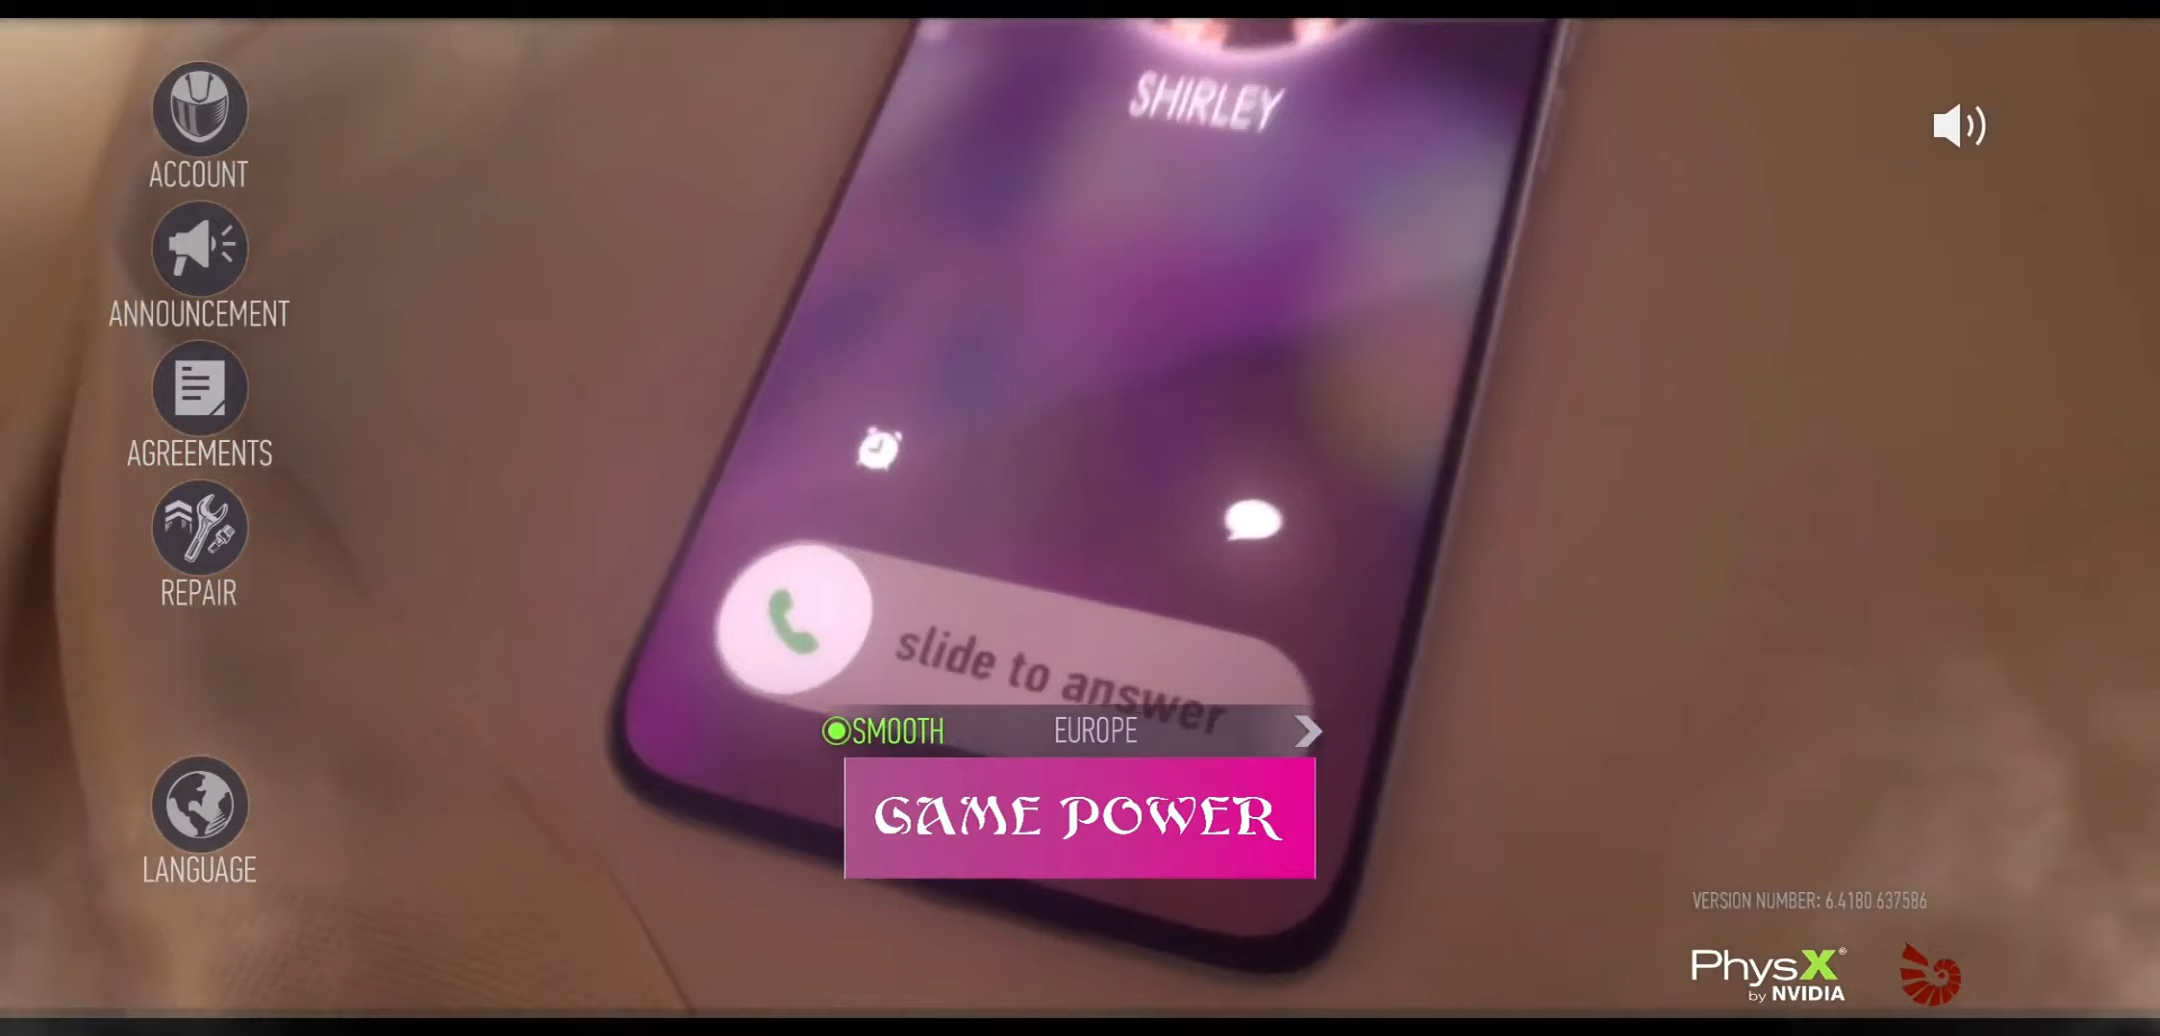 SHIRLEY
ACCOUNT
ANNOUNCEMENT
AGREEMENTS
REPAIR
slide to answer
SMOOTH EUROPE
GAME POWER
LANGUAGE
VERSION NUMBER: 6.4180.637586
PhysX®
by NVIDIA